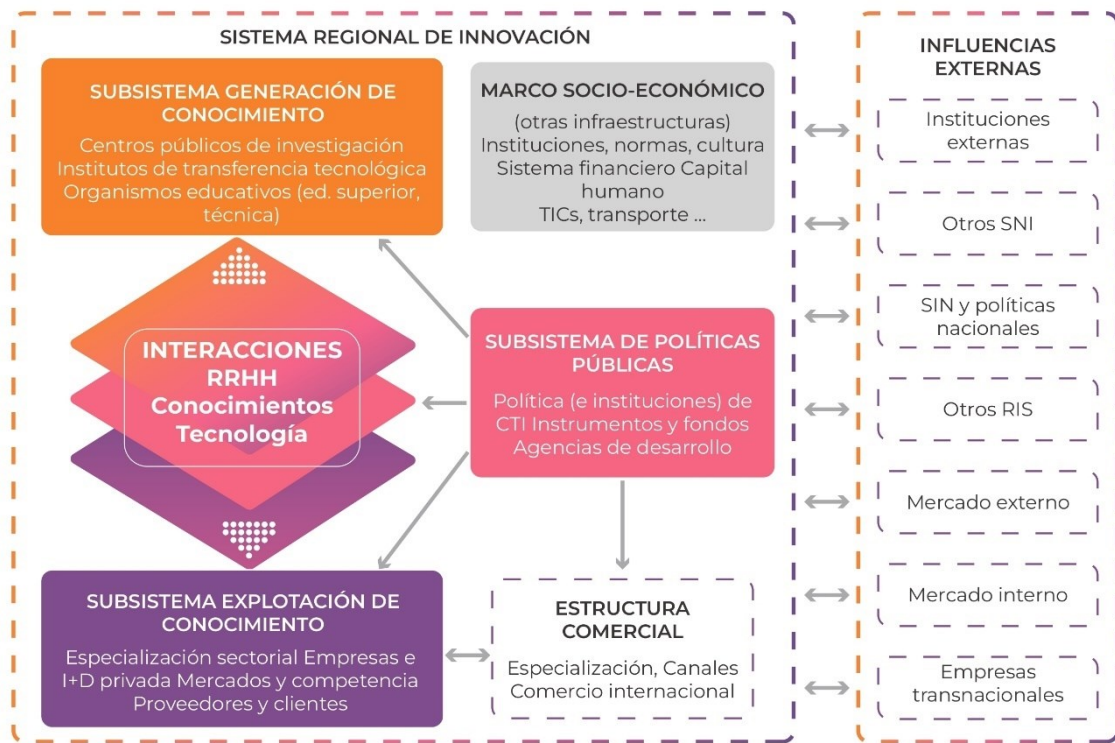 SISTEMA REGIONAL DE INNOVACIÓN
SUBSISTEMA GENERACIÓN DE
CONOCIMIENTO
Centros públicos de investigación
Institutos de transferencia tecnológica
Organismos educativos (ed. superior,
técnica)
MARCO SOCIO-ECONÓMICO
(otras infraestructuras)
Instituciones, normas, cultura
Sistema financiero Capital
humano
TICs, transporte ...
INTERACCIONES
RRHH
Conocimientos
Tecnología
SUBSISTEMA DE POLÍTICAS
PÚBLICAS
Política (e instituciones) de
CTI Instrumentos y fondos
Agencias de desarrollo
SUBSISTEMA EXPLOTACIÓN DE
CONOCIMIENTO
Especialización sectorial Empresas e
I+D privada Mercados y competencia
Proveedores y clientes
ESTRUCTURA
COMERCIAL
Especialización, Canales
Comercio internacional
INFLUENCIAS
EXTERNAS
Instituciones
externas
Otros SNI
SIN y políticas
nacionales
Otros RIS
Mercado externo
Mercado interno
Empresas
transnacionales